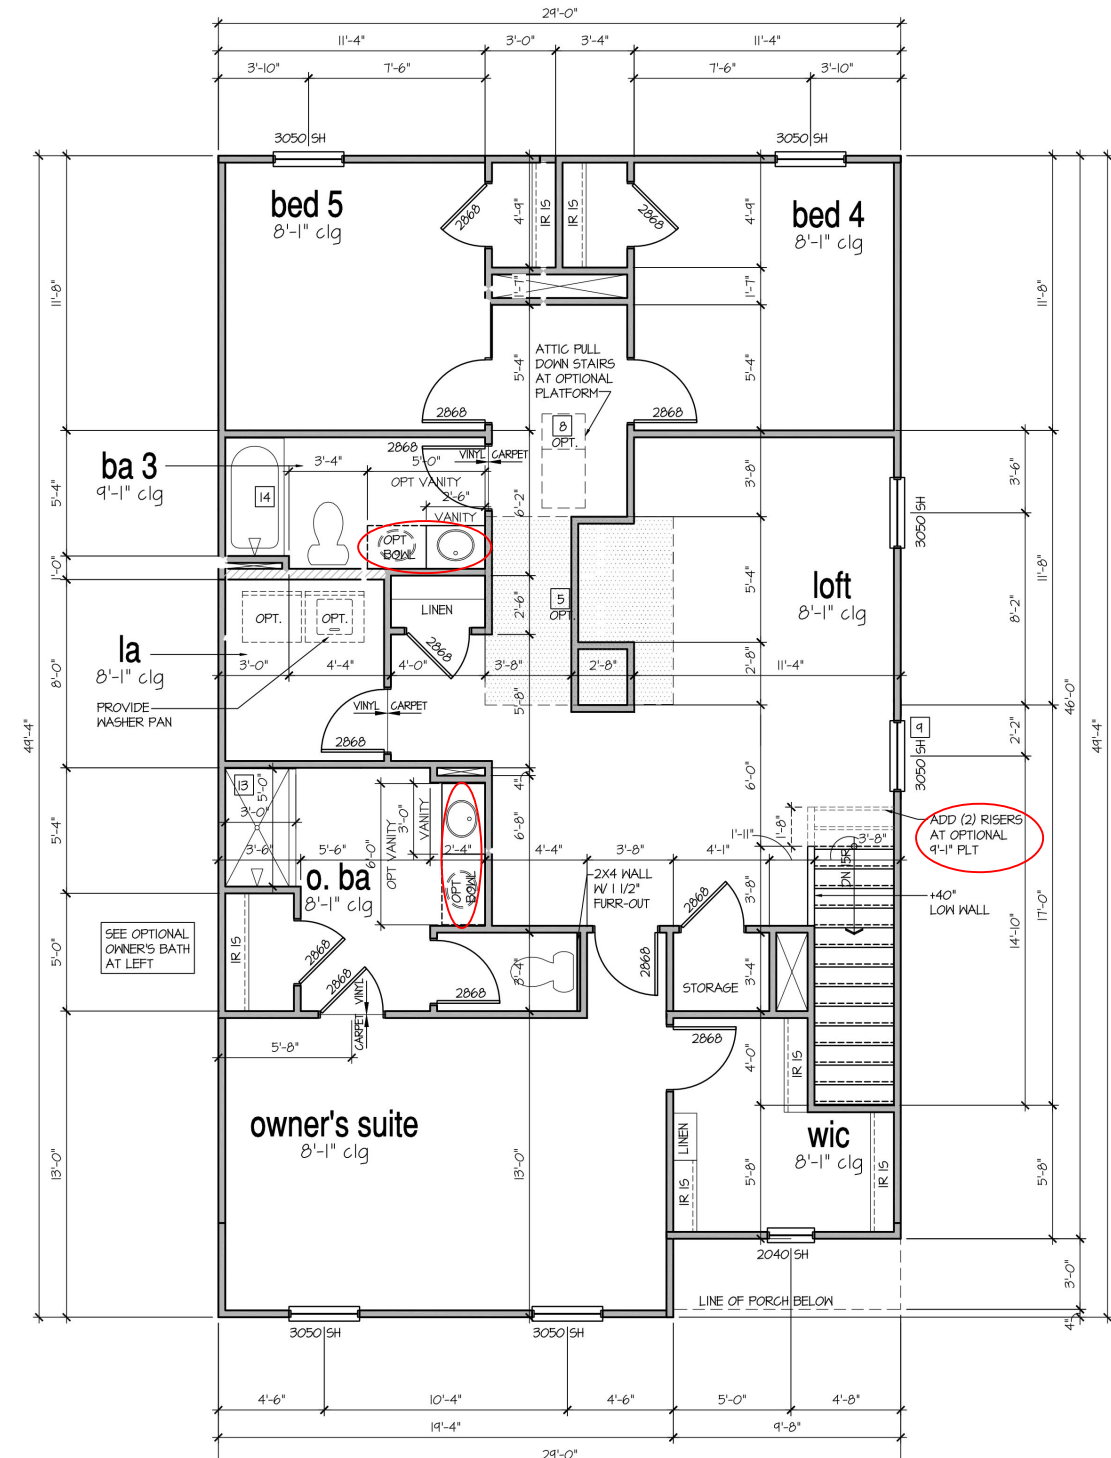 29'-0"
11'-4"
3'-0"
3'-4"
11'-4"
3'-10"
7'-6"
7'-6"
3'-10"
3050 SH
3050 SH
bed 5
8'-1" clg
2868
4'-9"
IR 1S
IR 1S
2868
4'-9"
bed 4
8'-1" clg
11'-8"
1'-7"
1'-7"
11'-8"
ATTIC PULL
DOWN STAIRS
AT OPTIONAL
PLATFORM
5'-4"
5'-4"
2868
2868
8
OPT.
2868
VINYL
CARPET
ba 3
9'-1" clg
3'-4"
5'-0"
OPT VANITY
14
2'-6"
VANITY
6'-2"
3'-8"
3'-6"
5'-4"
OPT
BOWL
3050 SH
1'-0"
5'-4"
11'-8"
loft
8'-1" clg
LINEN
2'-6"
5
OPT.
OPT.
OPT.
8'-2"
la
8'-1" clg
2868
8'-0"
3'-0"
4'-4"
4'-0"
3'-8"
2'-8"
2'-8"
11'-4"
PROVIDE
WASHER PAN
VINYL
CARPET
5'-8"
46'-0"
49'-4"
49'-4"
2868
9
3050 SH
2'-2"
13
5'-0"
3'-0"
4"
6'-0"
OPT VANITY
6'-0"
3'-0"
VANITY
6'-8"
1'-11"
1'-8"
ADD (2) RISERS
AT OPTIONAL
9'-1" PLT
5'-4"
3'-6"
5'-6"
2'-4"
4'-4"
3'-8"
4'-1"
3'-8"
DN 15R
o. ba
8'-1" clg
OPT
BOWL
2X4 WALL
W/ 1 1/2"
FURR-OUT
2868
3'-8"
+40"
LOW WALL
14'-10"
17'-0"
SEE OPTIONAL
OWNER'S BATH
AT LEFT
5'-0"
IR 1S
2868
2868
VINYL
CARPET
2868
3'-4"
2868
STORAGE
3'-4"
5'-8"
2868
4'-0"
IR 1S
owner's suite
8'-1" clg
LINEN
wic
8'-1" clg
13'-0"
13'-0"
IR 1S
5'-8"
IR 1S
5'-8"
2040 SH
3'-0"
LINE OF PORCH BELOW
4"
3050 SH
3050 SH
4'-6"
10'-4"
4'-6"
5'-0"
4'-8"
19'-4"
9'-8"
29'-0"